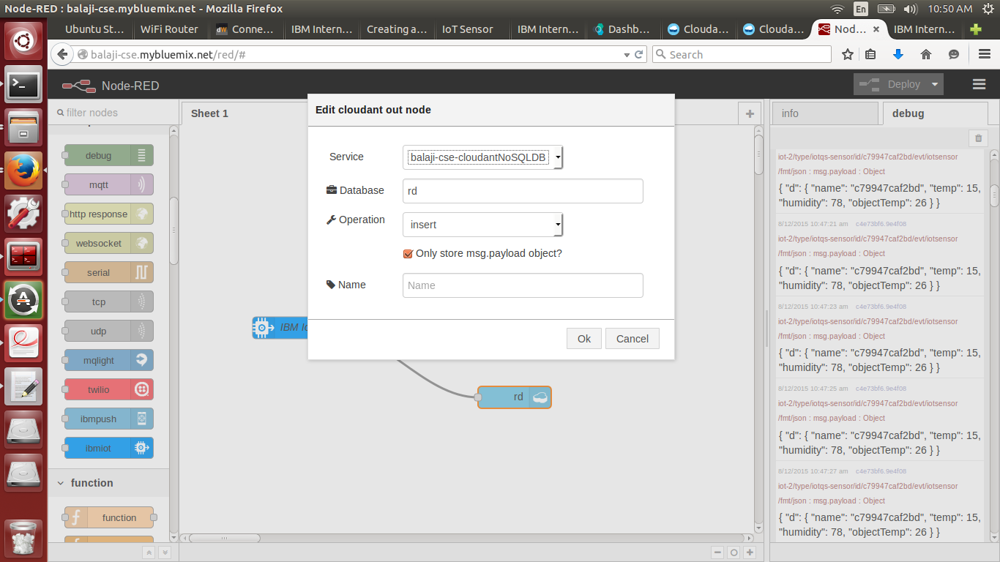 Node-RED : balaji-cse.mybluemix.net - Mozilla Firefox
En
10:50 AM
Ubuntu St...
WiFi Router
dW Conne...
IBM Intern...
Creating a...
IoT Sensor
IBM Intern...
Dashb...
Clouda...
Clouda...
Nod...
IBM Intern...
balaji-cse.mybluemix.net/red/#
Search
Node-RED
Deploy
filter nodes
debug
mqtt
http response
websocket
serial
tcp
udp
mqlight
twilio
ibmpush
ibmiot
function
function
Sheet 1
IBM Io
rd
Edit cloudant out node
Service
balaji-cse-cloudantNoSQLDB
Database
rd
Operation
insert
Only store msg.payload object?
Name
Name
Ok
Cancel
info
debug
iot-2/type/iotqs-sensor/id/c79947caf2bd/evt/iotsensor
/fmt/json : msg.payload : Object
{ "d": { "name": "c79947caf2bd", "temp": 15,
"humidity": 78, "objectTemp": 26 } }
8/12/2015 10:47:21 am c4e73bf6.9e4f08
iot-2/type/iotqs-sensor/id/c79947caf2bd/evt/iotsensor
/fmt/json : msg.payload : Object
{ "d": { "name": "c79947caf2bd", "temp": 15,
"humidity": 78, "objectTemp": 26 } }
8/12/2015 10:47:23 am c4e73bf6.9e4f08
iot-2/type/iotqs-sensor/id/c79947caf2bd/evt/iotsensor
/fmt/json : msg.payload : Object
{ "d": { "name": "c79947caf2bd", "temp": 15,
"humidity": 78, "objectTemp": 26 } }
8/12/2015 10:47:25 am c4e73bf6.9e4f08
iot-2/type/iotqs-sensor/id/c79947caf2bd/evt/iotsensor
/fmt/json : msg.payload : Object
{ "d": { "name": "c79947caf2bd", "temp": 15,
"humidity": 78, "objectTemp": 26 } }
8/12/2015 10:47:27 am c4e73bf6.9e4f08
iot-2/type/iotqs-sensor/id/c79947caf2bd/evt/iotsensor
/fmt/json : msg.payload : Object
{ "d": { "name": "c79947caf2bd", "temp": 15,
"humidity": 78, "objectTemp": 26 } }